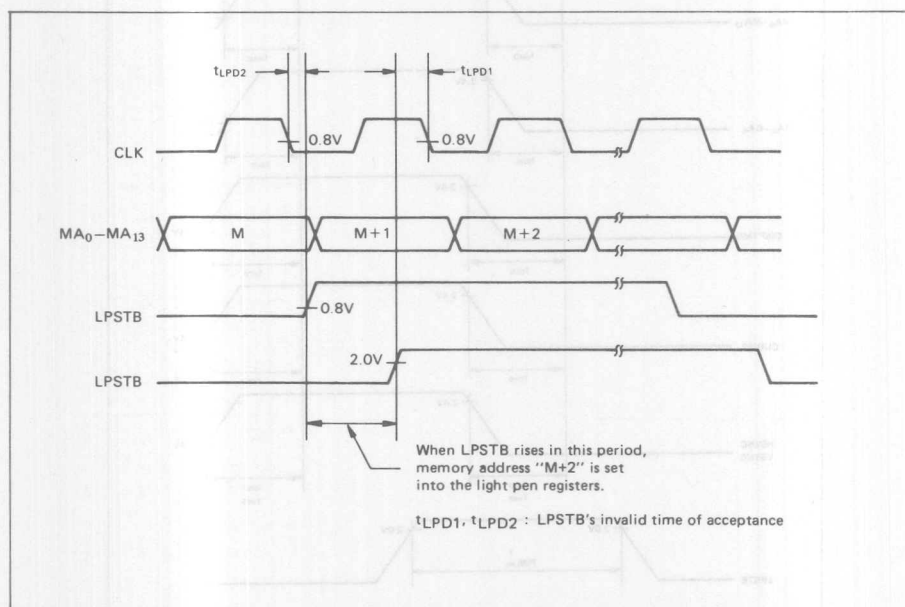 tLPD2
tLPD1
0.8V
0.8V
CLK
MA0–MA13
M
M+1
M+2
0.8V
LPSTB
2.0V
LPSTB
When LPSTB rises in this period,
memory address "M+2" is set
into the light pen registers.
tLPD1, tLPD2 : LPSTB's invalid time of acceptance